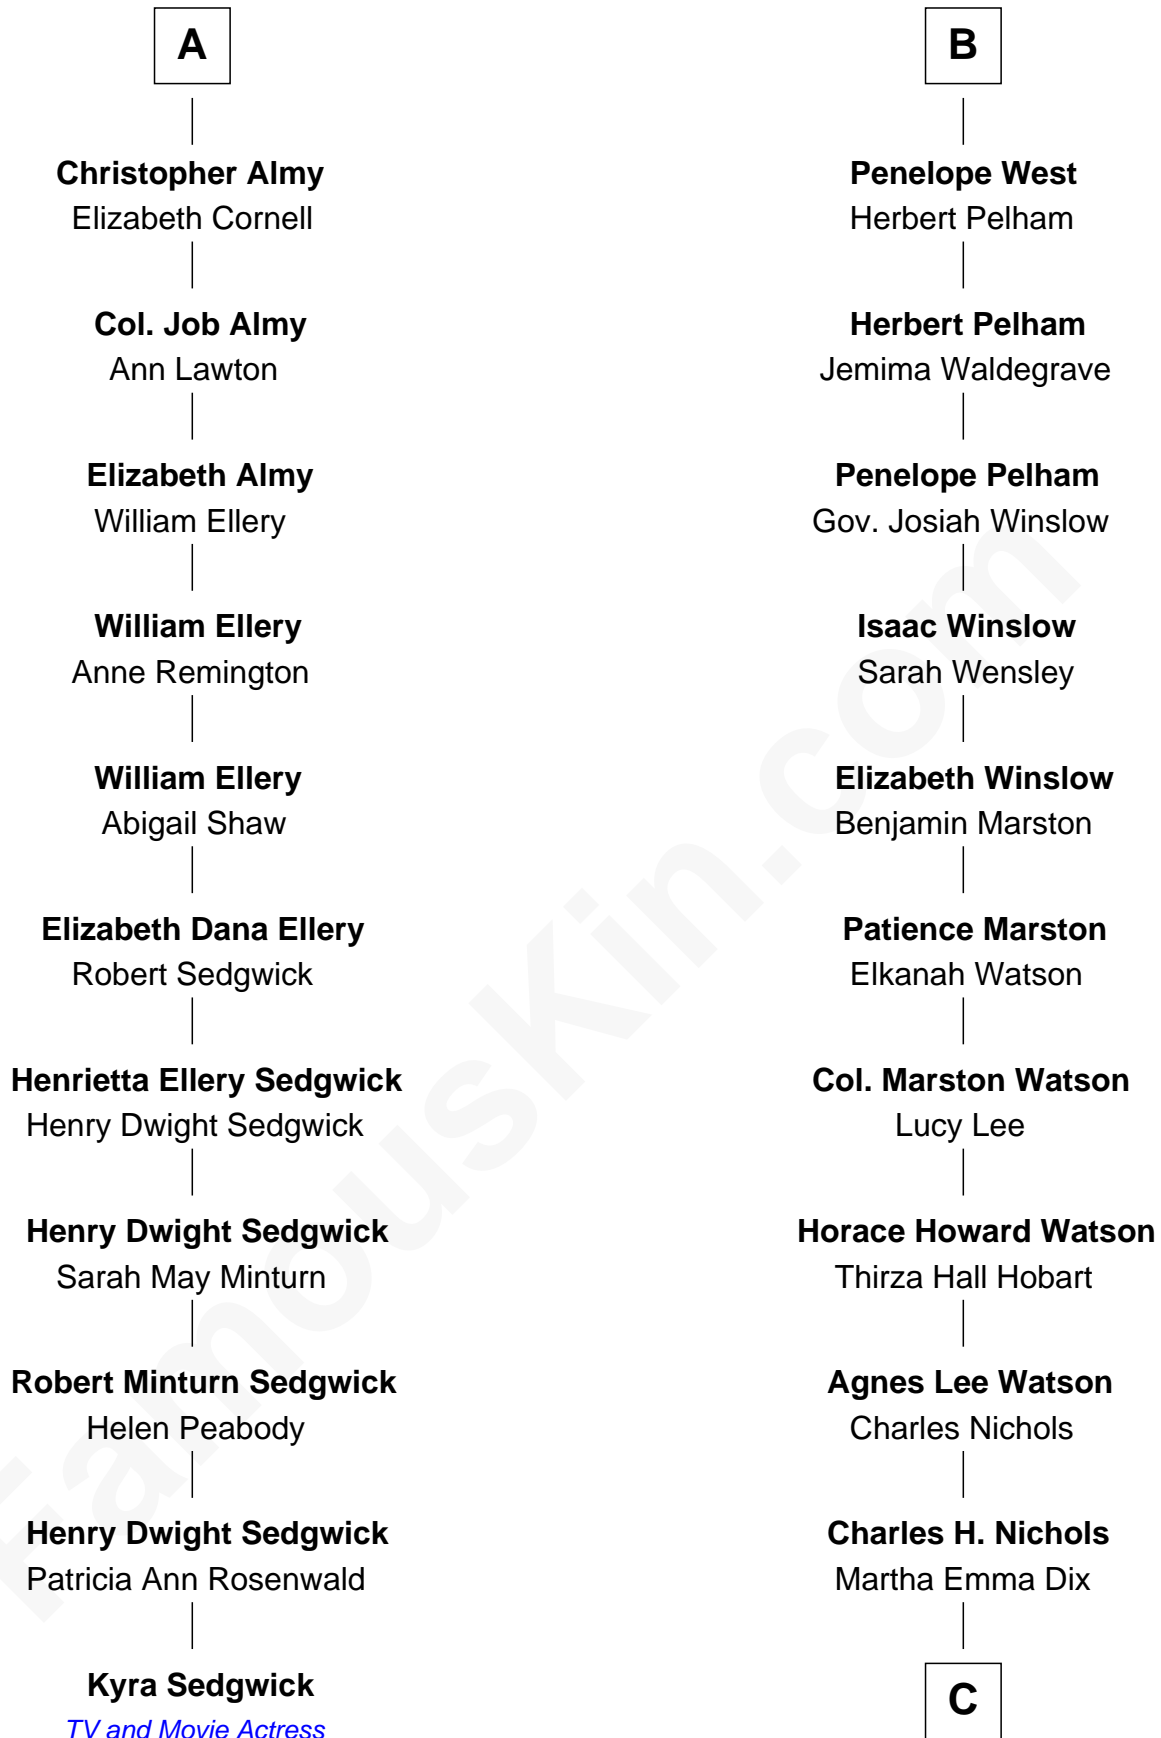 A
Christopher Almy
Elizabeth Cornell
Col. Job Almy
Ann Lawton
Elizabeth Almy
William Ellery
William Ellery
Anne Remington
William Ellery
Abigail Shaw
Elizabeth Dana Ellery
Robert Sedgwick
Henrietta Ellery Sedgwick
Henry Dwight Sedgwick
Henry Dwight Sedgwick
Sarah May Minturn
Robert Minturn Sedgwick
Helen Peabody
Henry Dwight Sedgwick
Patricia Ann Rosenwald
Kyra Sedgwick
TV and Movie Actress
B
Penelope West
Herbert Pelham
Herbert Pelham
Jemima Waldegrave
Penelope Pelham
Gov. Josiah Winslow
Isaac Winslow
Sarah Wensley
Elizabeth Winslow
Benjamin Marston
Patience Marston
Elkanah Watson
Col. Marston Watson
Lucy Lee
Horace Howard Watson
Thirza Hall Hobart
Agnes Lee Watson
Charles Nichols
Charles H. Nichols
Martha Emma Dix
C
FamousKin.com